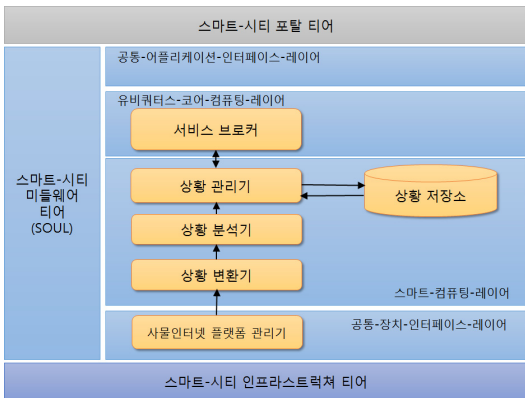 스마트-시티 포탈 티어
공통-어플리케이션-인터페이스-레이어
유비쿼터스-코어-컴퓨팅-레이어
서비스 브로커
스마트-시티
미들웨어
티어
(SOUL)
상황 관리기
상황 저장소
상황 분석기
상황 변환기
스마트-컴퓨팅-레이어
공통-장치-인터페이스-레이어
사물인터넷 플랫폼 관리기
스마트-시티 인프라스트럭쳐 티어